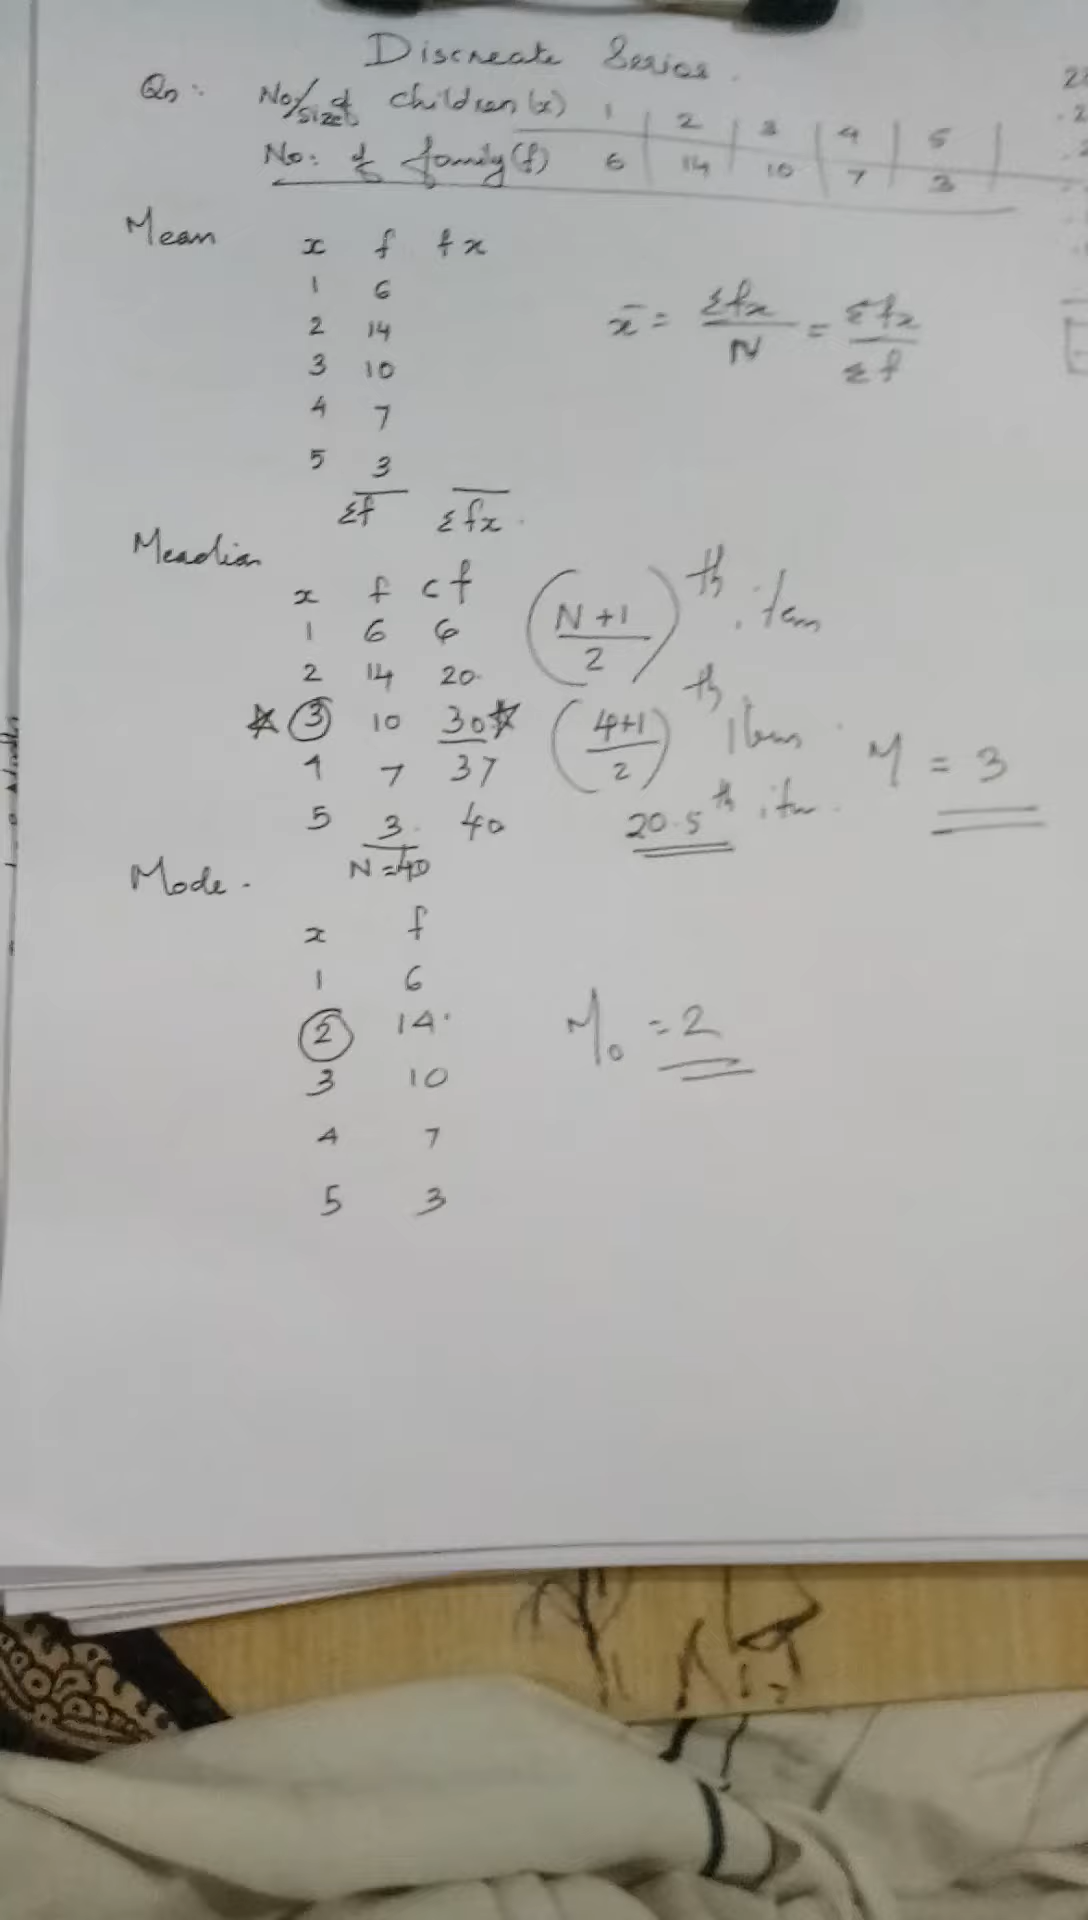 Discreate Series.
Qn: No/size of children (x) 1 2 3 4 5
No: of family (f) 6 14 10 7 3
Mean
x f fx
1 6
2 14
3 10
4 7
5 3
Σf Σfx
x̄ = Σfx/N = Σfx/Σf
Meadian
x f cf
1 6 6
2 14 20
3 10 30
4 7 37
5 3 40
N = 40
(N+1/2)th item
(40+1/2)th item
20.5th itm.
M = 3
Mode.
x f
1 6
2 14
3 10
4 7
5 3
Mo = 2